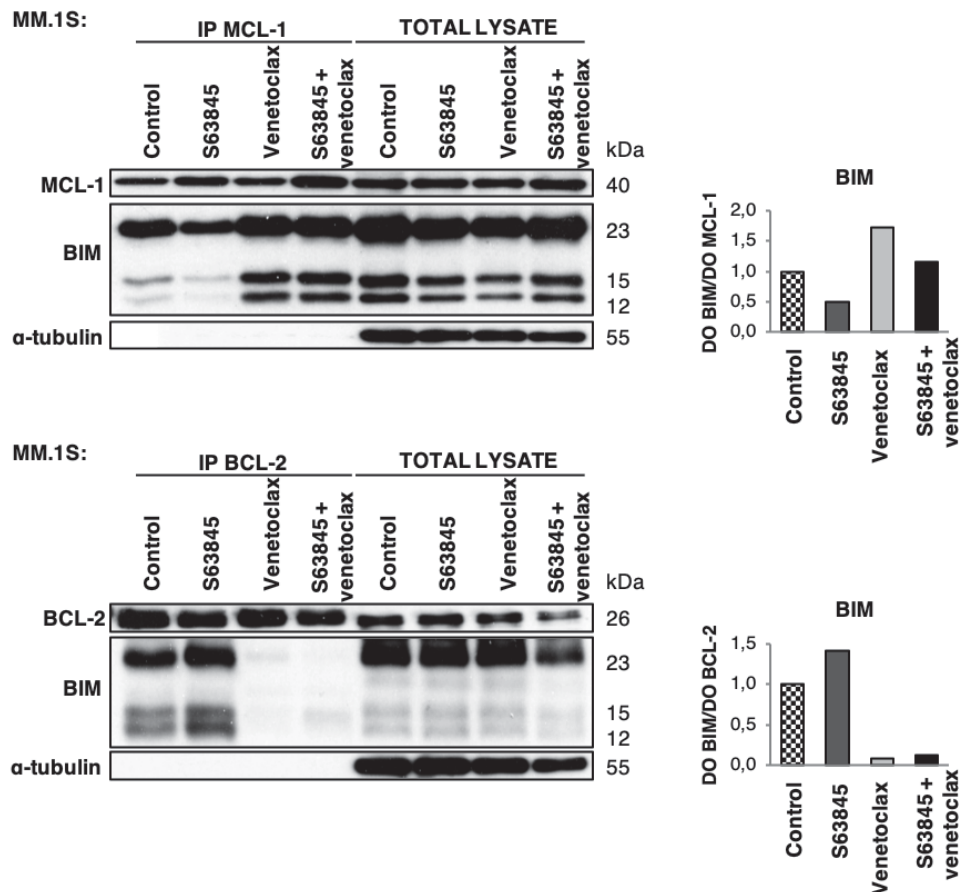 MM.1S:
IP MCL-1 TOTAL LYSATE
Control S63845 Venetoclax S63845 + venetoclax Control S63845 Venetoclax S63845 + venetoclax
kDa
MCL-1 40
BIM 23
15
12
α-tubulin 55
BIM
DO BIM/DO MCL-1
2,0
1,5
1,0
0,5
0,0
Control S63845 Venetoclax S63845 + venetoclax
MM.1S:
IP BCL-2 TOTAL LYSATE
Control S63845 Venetoclax S63845 + venetoclax Control S63845 Venetoclax S63845 + venetoclax
kDa
BCL-2 26
BIM 23
15
12
α-tubulin 55
BIM
DO BIM/DO BCL-2
1,5
1,0
0,5
0,0
Control S63845 Venetoclax S63845 + venetoclax